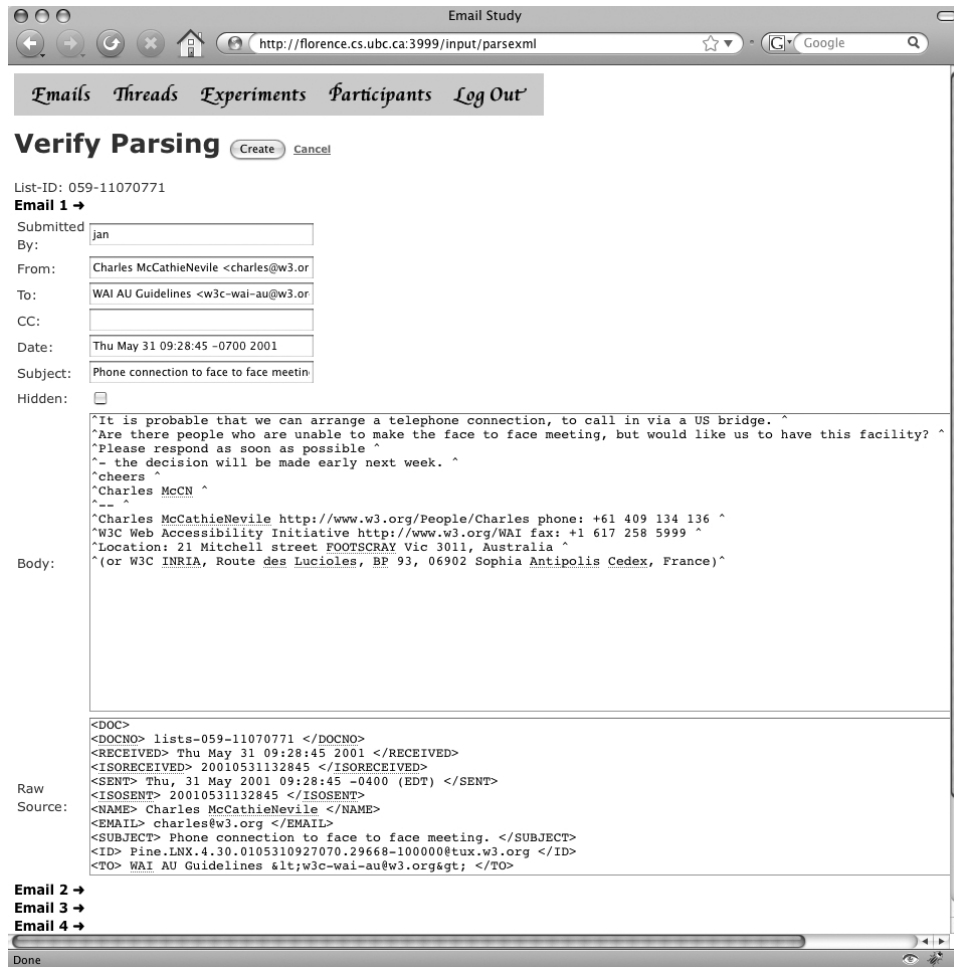 Email Study
http://florence.cs.ubc.ca:3999/input/parsexml
G Google
Emails Threads Experiments Participants Log Out
Verify Parsing Create Cancel
List-ID: 059-11070771
Email 1 →
Submitted By: jan
From: Charles McCathieNevile <charles@w3.or
To: WAI AU Guidelines <w3c-wai-au@w3.or
CC:
Date: Thu May 31 09:28:45 -0700 2001
Subject: Phone connection to face to face meetin
Hidden:
Body:
^It is probable that we can arrange a telephone connection, to call in via a US bridge. ^
^Are there people who are unable to make the face to face meeting, but would like us to have this facility? ^
^Please respond as soon as possible ^
^- the decision will be made early next week. ^
^cheers ^
^Charles McCN ^
^-- ^
^Charles McCathieNevile http://www.w3.org/People/Charles phone: +61 409 134 136 ^
^W3C Web Accessibility Initiative http://www.w3.org/WAI fax: +1 617 258 5999 ^
^Location: 21 Mitchell street FOOTSCRAY Vic 3011, Australia ^
^(or W3C INRIA, Route des Lucioles, BP 93, 06902 Sophia Antipolis Cedex, France)^
Raw Source:
<DOC>
<DOCNO> lists-059-11070771 </DOCNO>
<RECEIVED> Thu May 31 09:28:45 2001 </RECEIVED>
<ISORECEIVED> 20010531132845 </ISORECEIVED>
<SENT> Thu, 31 May 2001 09:28:45 -0400 (EDT) </SENT>
<ISOSENT> 20010531132845 </ISOSENT>
<NAME> Charles McCathieNevile </NAME>
<EMAIL> charles@w3.org </EMAIL>
<SUBJECT> Phone connection to face to face meeting. </SUBJECT>
<ID> Pine.LNX.4.30.0105310927070.29668-100000@tux.w3.org </ID>
<TO> WAI AU Guidelines &lt;w3c-wai-au@w3.org&gt; </TO>
Email 2 →
Email 3 →
Email 4 →
Done